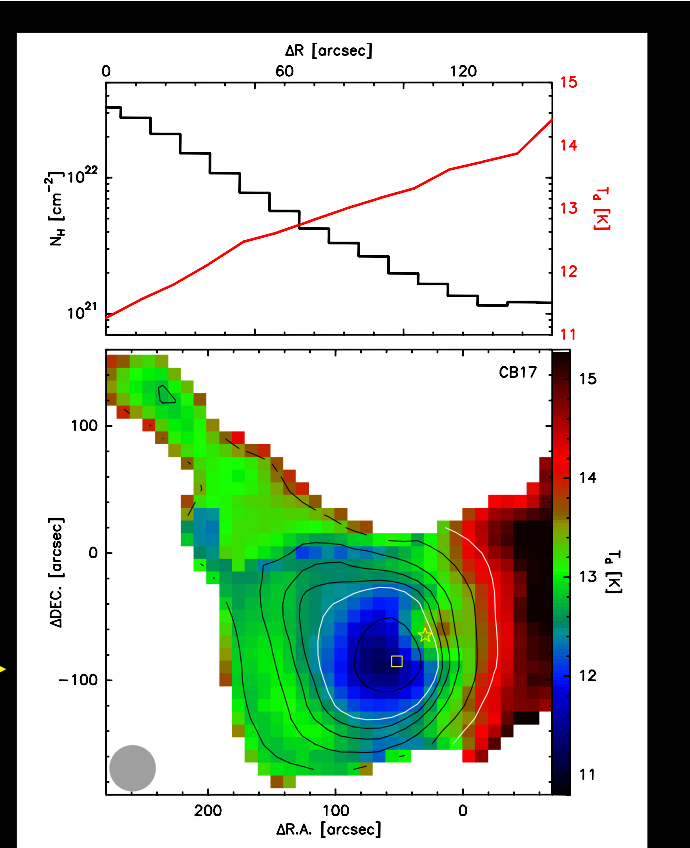 ΔR [arcsec]
0 60 120
15
14
13
12
11
10²²
10²¹
N_H [cm⁻²]
T_d [K]
CB17
100
0
−100
ΔDEC. [arcsec]
15
14
13
12
11
T_d [K]
200 100 0
ΔR.A. [arcsec]